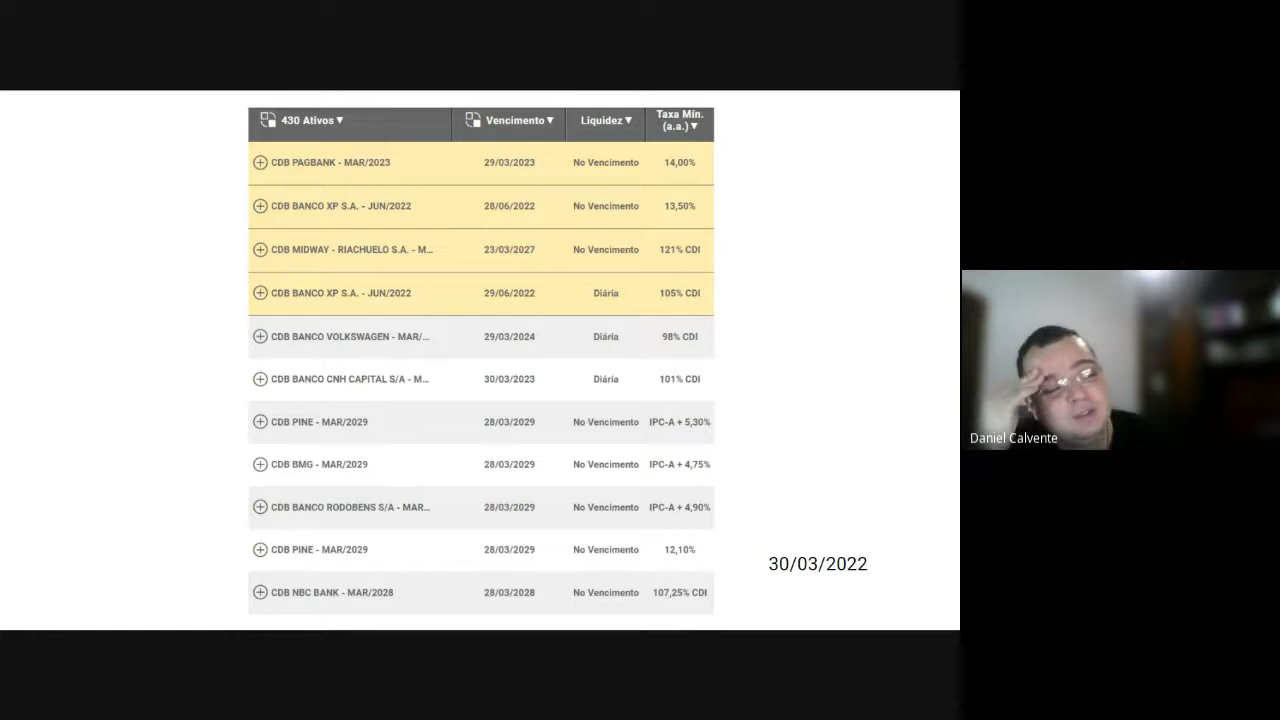 430 Ativos ▼ Vencimento ▼ Liquidez ▼ Taxa Mín. (a.a.) ▼
CDB PAGBANK - MAR/2023 29/03/2023 No Vencimento 14,00%
CDB BANCO XP S.A. - JUN/2022 28/06/2022 No Vencimento 13,50%
CDB MIDWAY - RIACHUELO S.A. - M... 23/03/2027 No Vencimento 121% CDI
CDB BANCO XP S.A. - JUN/2022 29/06/2022 Diária 105% CDI
CDB BANCO VOLKSWAGEN - MAR/... 29/03/2024 Diária 98% CDI
CDB BANCO CNH CAPITAL S/A - M... 30/03/2023 Diária 101% CDI
CDB PINE - MAR/2029 28/03/2029 No Vencimento IPC-A + 5,30%
CDB BMG - MAR/2029 28/03/2029 No Vencimento IPC-A + 4,75%
CDB BANCO RODOBENS S/A - MAR... 28/03/2029 No Vencimento IPC-A + 4,90%
CDB PINE - MAR/2029 28/03/2029 No Vencimento 12,10%
CDB NBC BANK - MAR/2028 28/03/2028 No Vencimento 107,25% CDI
30/03/2022
Daniel Calvente